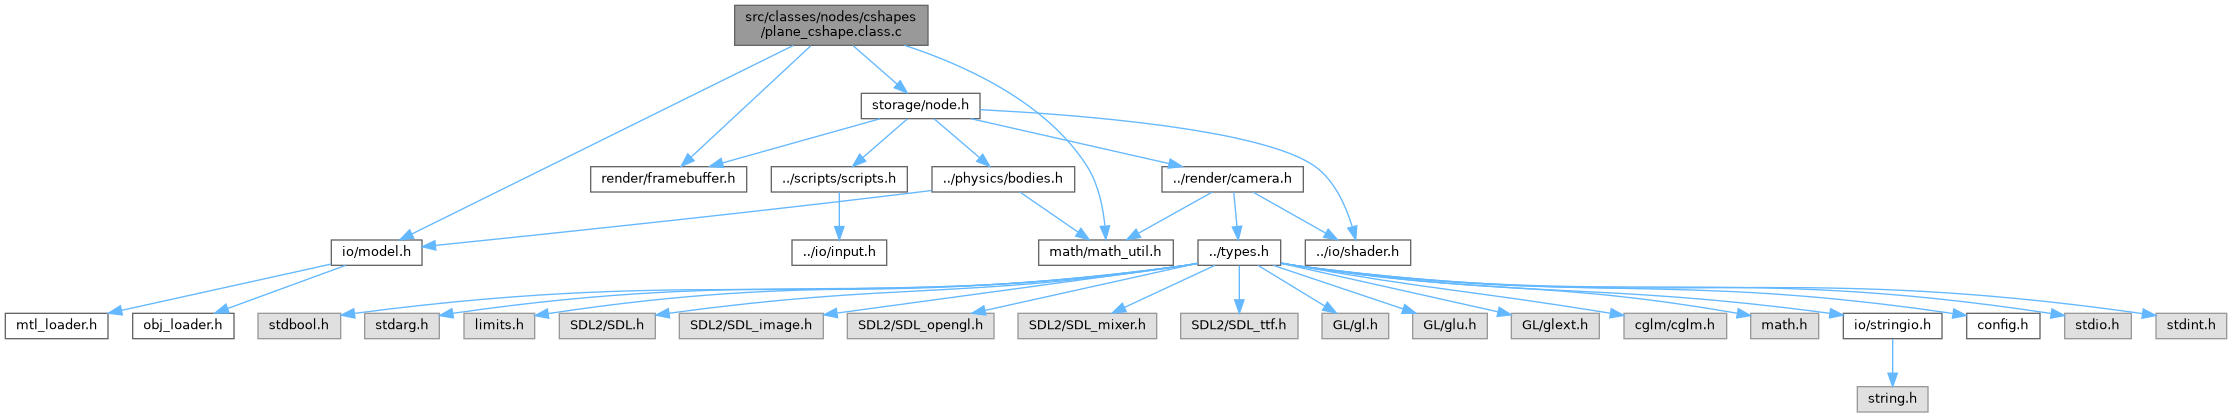 src/classes/nodes/cshapes
/plane_cshape.class.c
storage/node.h
render/framebuffer.h
../scripts/scripts.h
../physics/bodies.h
../render/camera.h
io/model.h
../io/input.h
math/math_util.h
../types.h
../io/shader.h
mtl_loader.h
obj_loader.h
stdbool.h
stdarg.h
limits.h
SDL2/SDL.h
SDL2/SDL_image.h
SDL2/SDL_opengl.h
SDL2/SDL_mixer.h
SDL2/SDL_ttf.h
GL/gl.h
GL/glu.h
GL/glext.h
cglm/cglm.h
math.h
io/stringio.h
config.h
stdio.h
stdint.h
string.h